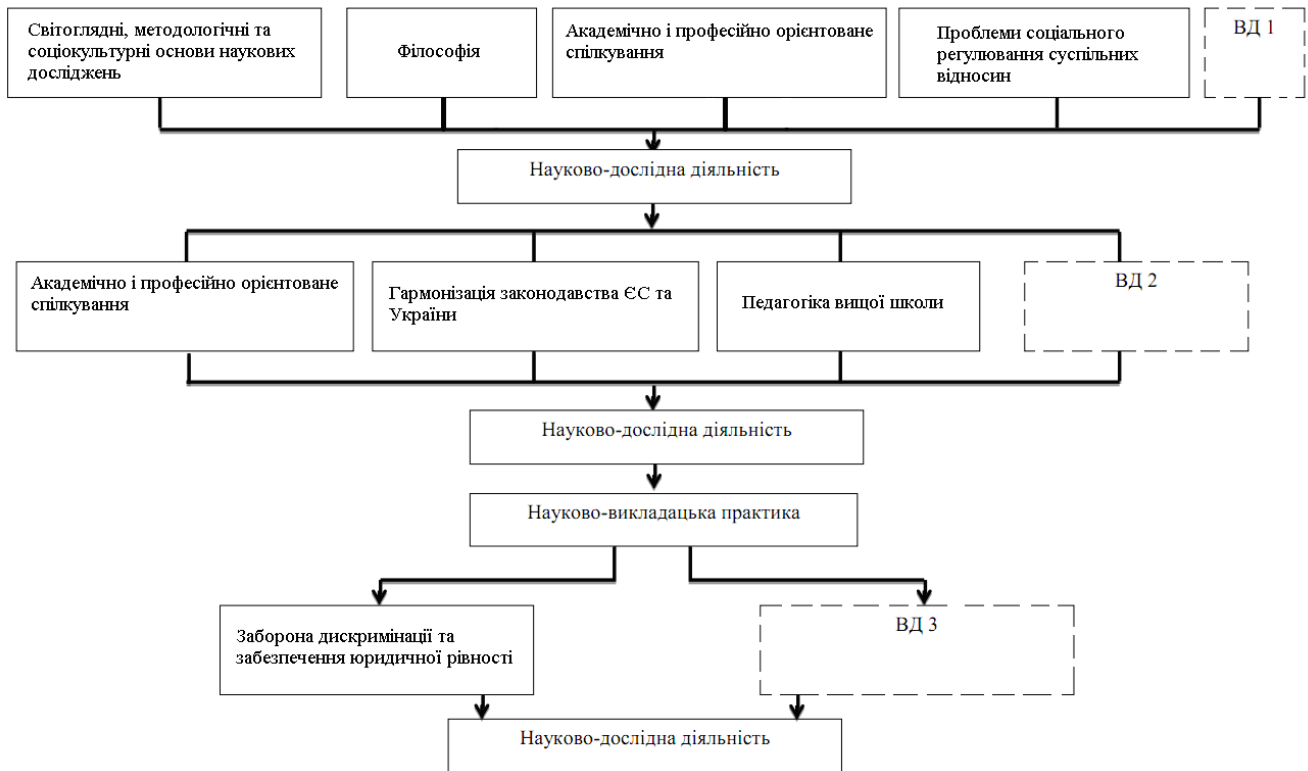 Світоглядні, методологічні та
соціокультурні основи наукових
досліджень
Філософія
Академічно і професійно орієнтоване
спілкування
Проблеми соціального
регулювання суспільних
відносин
ВД 1
Науково-дослідна діяльність
Академічно і професійно орієнтоване
спілкування
Гармонізація законодавства ЄС та
України
Педагогіка вищої школи
ВД 2
Науково-дослідна діяльність
Науково-викладацька практика
Заборона дискримінації та
забезпечення юридичної рівності
ВД 3
Науково-дослідна діяльність